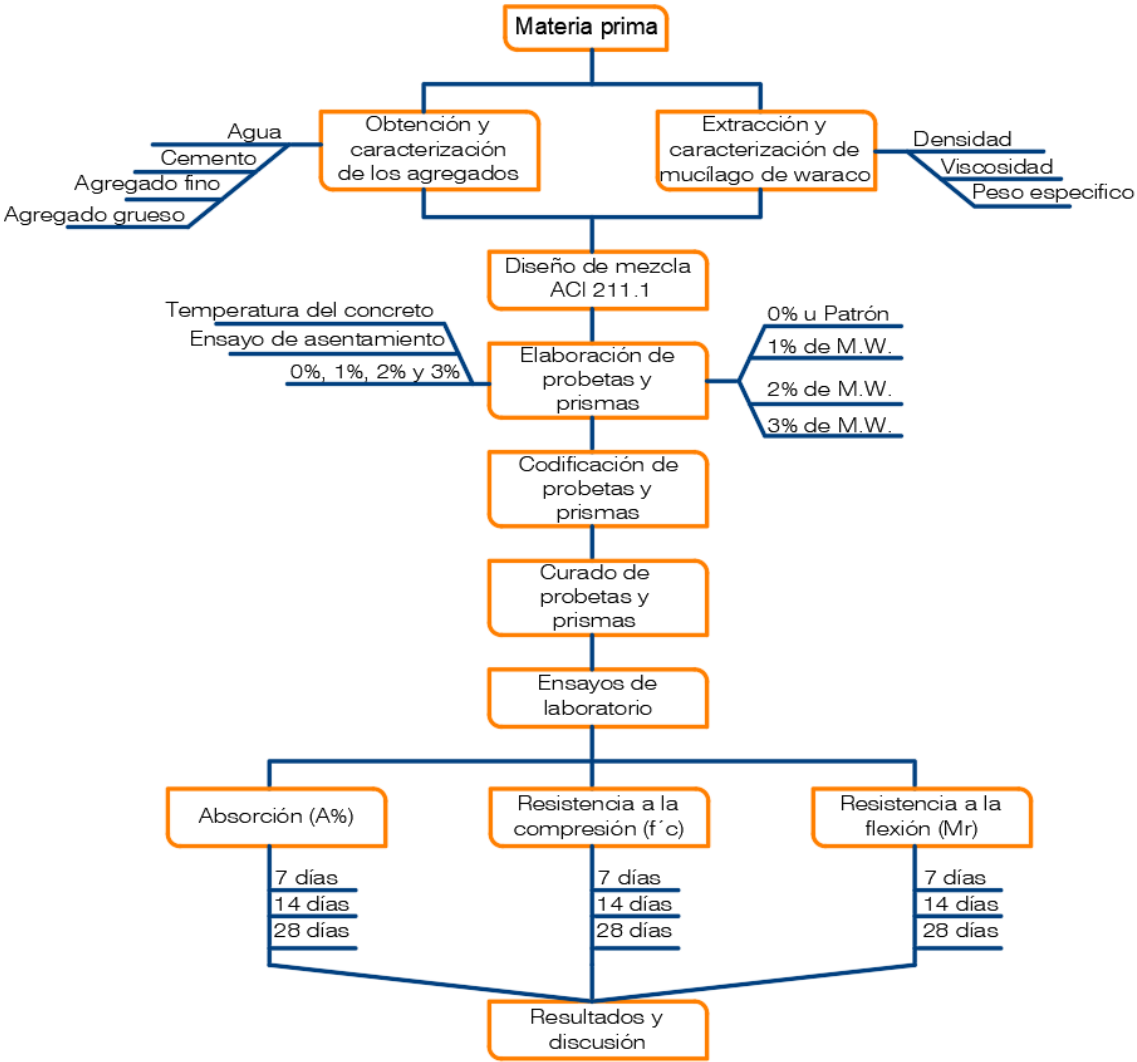 Materia prima
Obtención y
caracterización
de los agregados
Agua
Cemento
Agregado fino
Agregado grueso
Extracción y
caracterización de
mucílago de waraco
Densidad
Viscosidad
Peso especifico
Diseño de mezcla
ACI 211.1
Temperatura del concreto
Ensayo de asentamiento
0%, 1%, 2% y 3%
Elaboración de
probetas y
prismas
0% u Patrón
1% de M.W.
2% de M.W.
3% de M.W.
Codificación de
probetas y
prismas
Curado de
probetas y
prismas
Ensayos de
laboratorio
Absorción (A%)
7 días
14 días
28 días
Resistencia a la
compresión (f´c)
7 días
14 días
28 días
Resistencia a la
flexión (Mr)
7 días
14 días
28 días
Resultados y
discusión